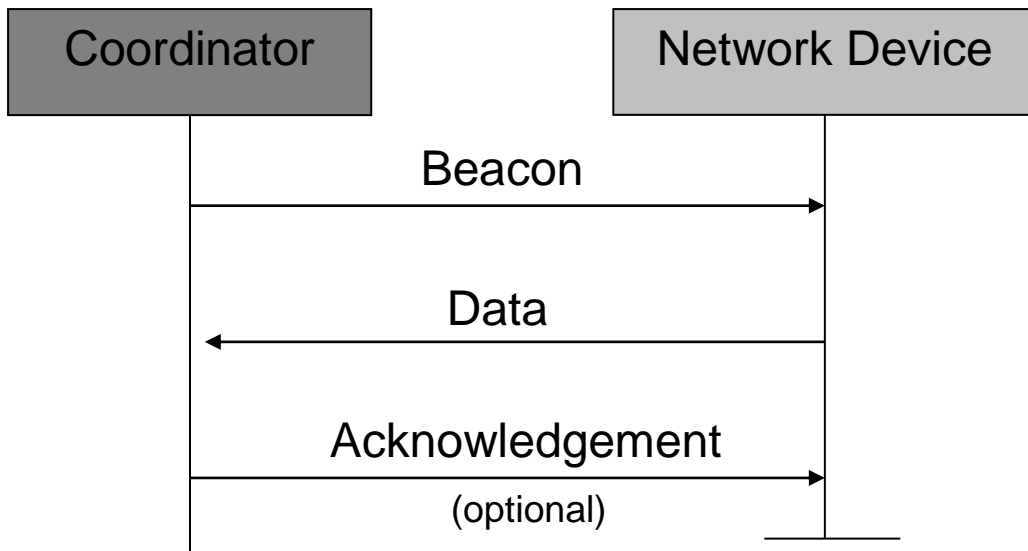 Coordinator
Network Device
Beacon
Data
Acknowledgement
(optional)